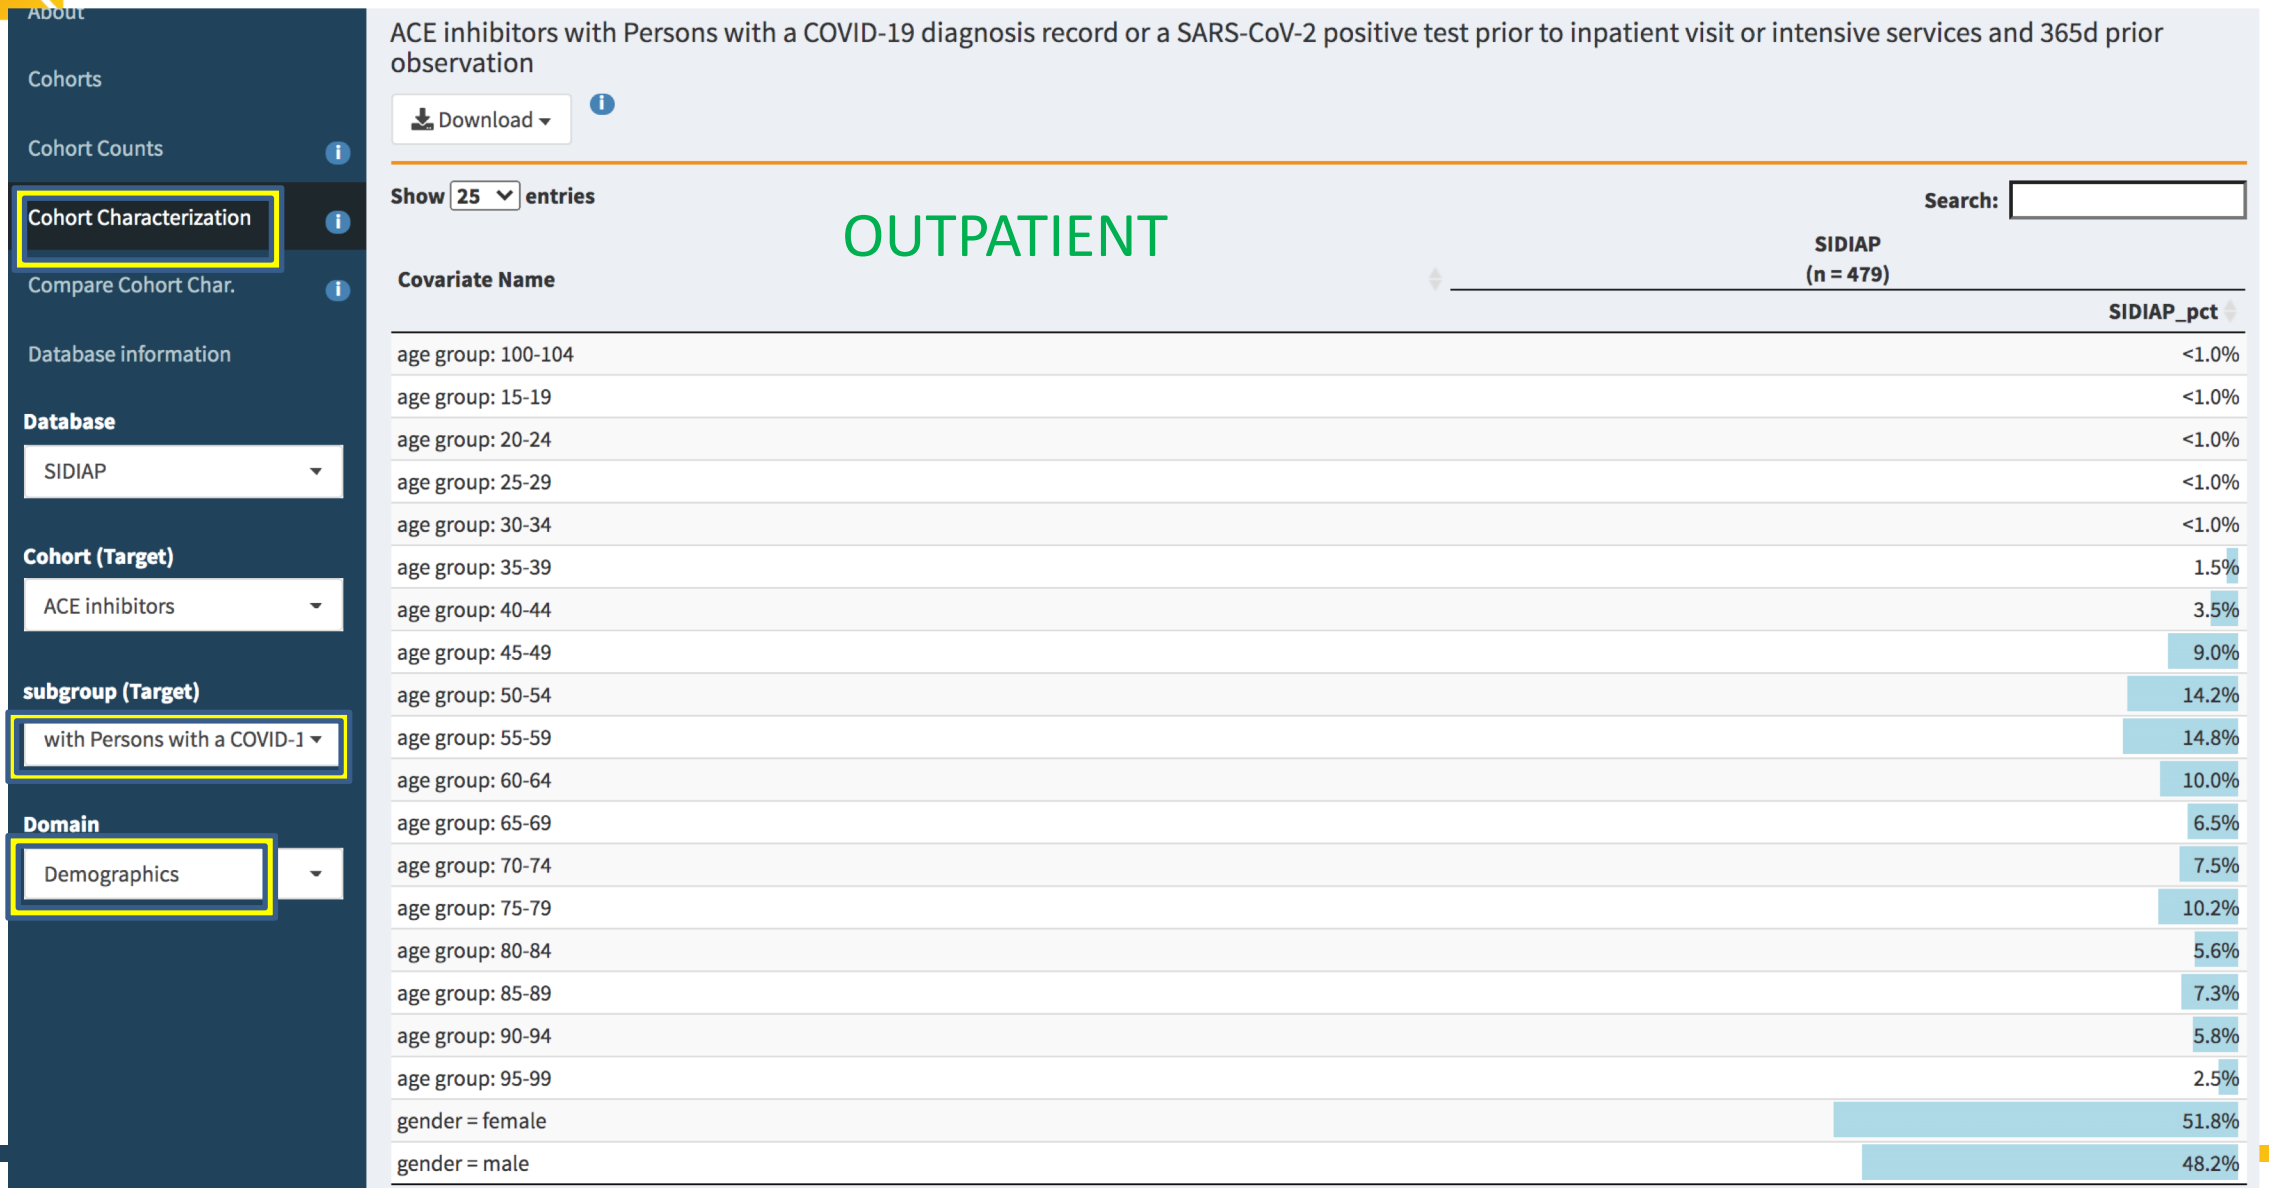 About
Cohorts
Cohort Counts
Cohort Characterization
Compare Cohort Char.
Database information
Database
SIDIAP
Cohort (Target)
ACE inhibitors
subgroup (Target)
with Persons with a COVID-1
Domain
Demographics
ACE inhibitors with Persons with a COVID-19 diagnosis record or a SARS-CoV-2 positive test prior to inpatient visit or intensive services and 365d prior
observation
Download
Show 25 entries
Search:
OUTPATIENT
SIDIAP
(n = 479)
Covariate Name
SIDIAP_pct
age group: 100-104 <1.0%
age group: 15-19 <1.0%
age group: 20-24 <1.0%
age group: 25-29 <1.0%
age group: 30-34 <1.0%
age group: 35-39 1.5%
age group: 40-44 3.5%
age group: 45-49 9.0%
age group: 50-54 14.2%
age group: 55-59 14.8%
age group: 60-64 10.0%
age group: 65-69 6.5%
age group: 70-74 7.5%
age group: 75-79 10.2%
age group: 80-84 5.6%
age group: 85-89 7.3%
age group: 90-94 5.8%
age group: 95-99 2.5%
gender = female 51.8%
gender = male 48.2%